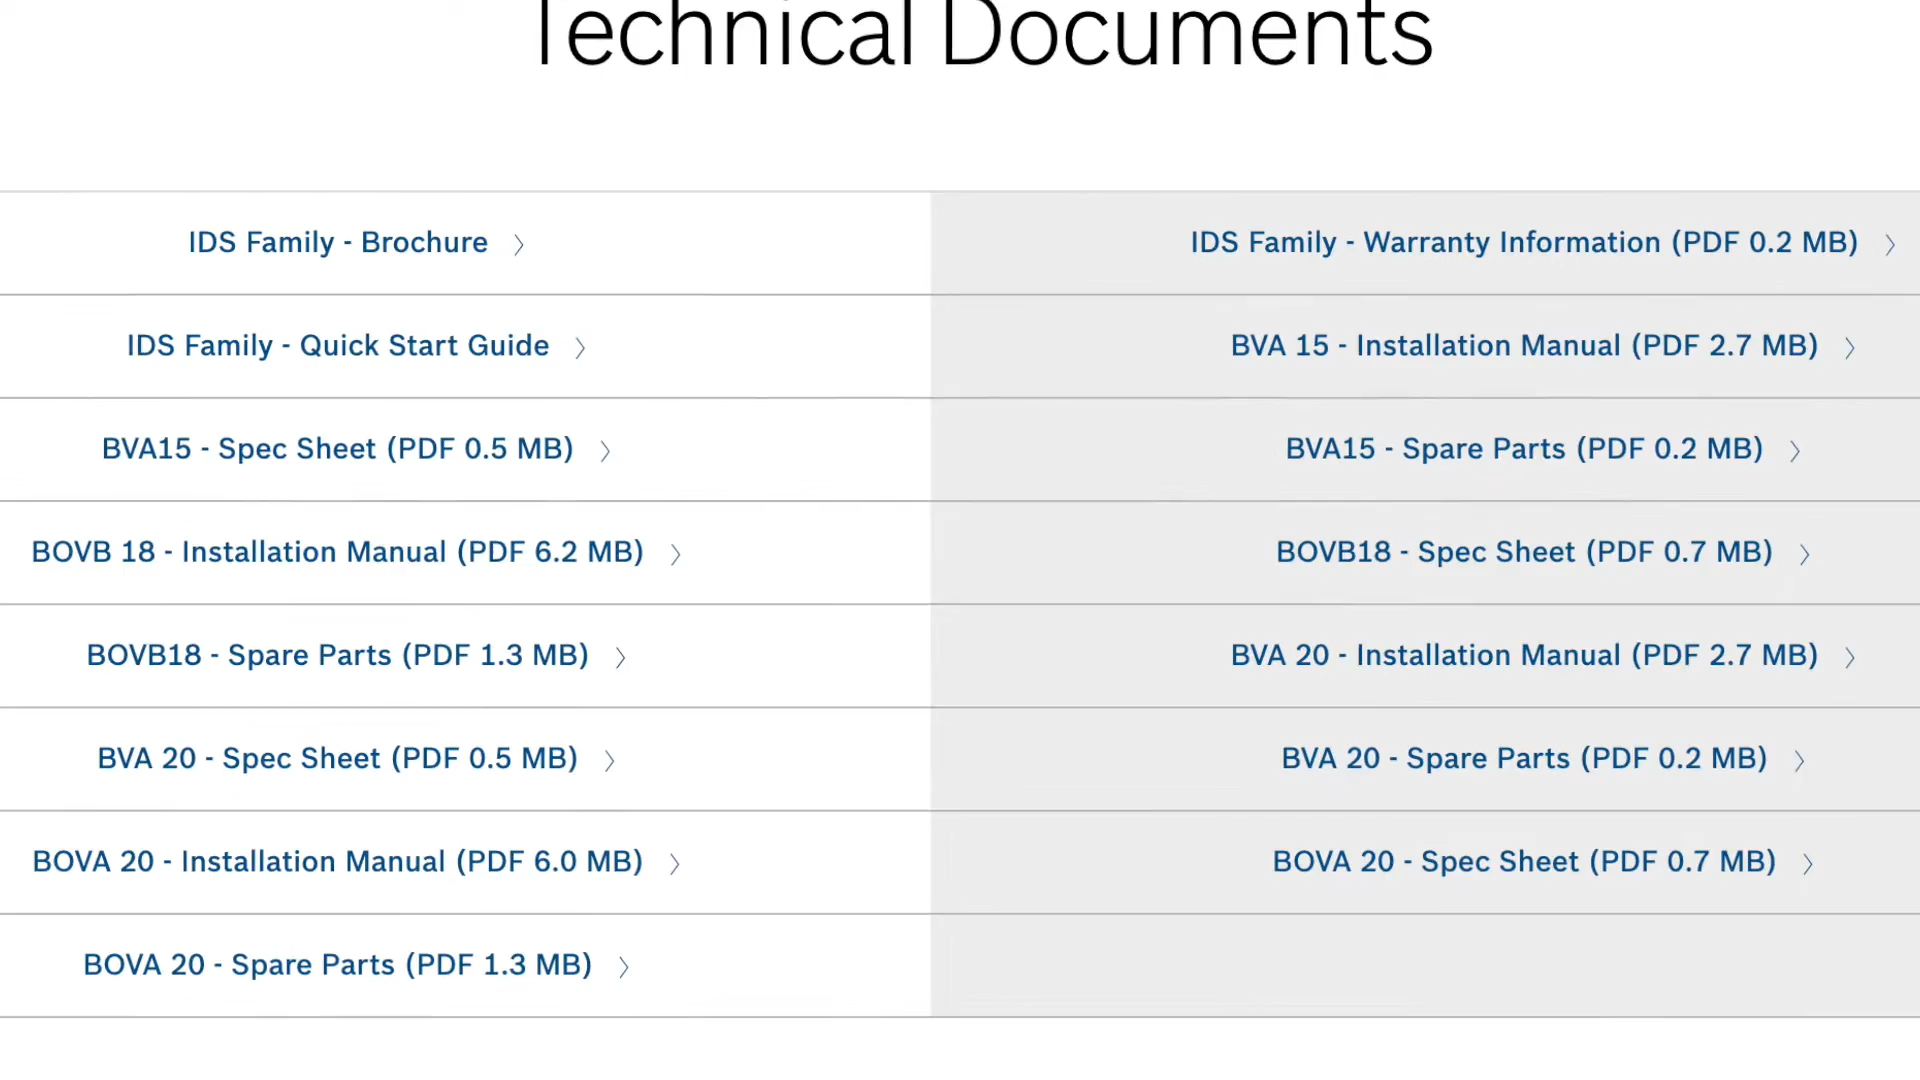 Technical Documents
IDS Family - Brochure
IDS Family - Warranty Information (PDF 0.2 MB)
IDS Family - Quick Start Guide
BVA 15 - Installation Manual (PDF 2.7 MB)
BVA15 - Spec Sheet (PDF 0.5 MB)
BVA15 - Spare Parts (PDF 0.2 MB)
BOVB 18 - Installation Manual (PDF 6.2 MB)
BOVB18 - Spec Sheet (PDF 0.7 MB)
BOVB18 - Spare Parts (PDF 1.3 MB)
BVA 20 - Installation Manual (PDF 2.7 MB)
BVA 20 - Spec Sheet (PDF 0.5 MB)
BVA 20 - Spare Parts (PDF 0.2 MB)
BOVA 20 - Installation Manual (PDF 6.0 MB)
BOVA 20 - Spec Sheet (PDF 0.7 MB)
BOVA 20 - Spare Parts (PDF 1.3 MB)